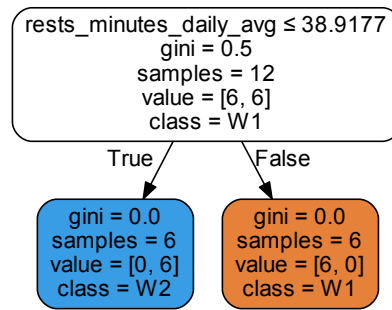 rests_minutes_daily_avg ≤ 38.9177
gini = 0.5
samples = 12
value = [6, 6]
class = W1
True
False
gini = 0.0
samples = 6
value = [0, 6]
class = W2
gini = 0.0
samples = 6
value = [6, 0]
class = W1